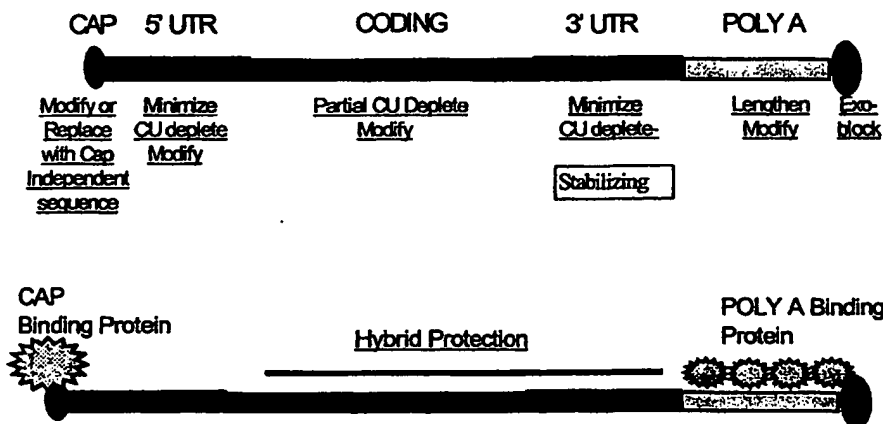 CAP 5' UTR CODING 3' UTR POLY A
Modify or Minimize Partial CU Deplete Minimize Lengthen Exo-
Replace CU deplete Modify CU deplete- Modify block
with Cap Modify
Independent Stabilizing
sequence
CAP
Binding Protein
Hybrid Protection
POLY A Binding
Protein